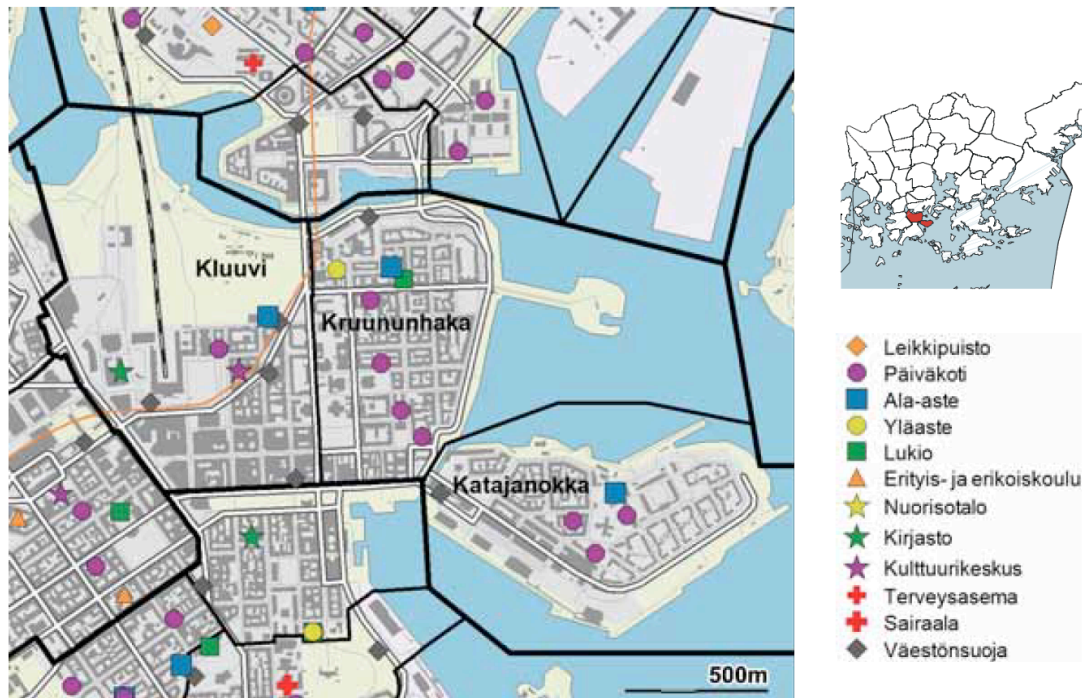 Kluuvi
Kruununhaka
Katajanokka
500m
Leikkipuisto
Päiväkoti
Ala-aste
Yläaste
Lukio
Erityis- ja erikoiskoulu
Nuorisotalo
Kirjasto
Kulttuurikeskus
Terveysasema
Sairaala
Väestönsuoja